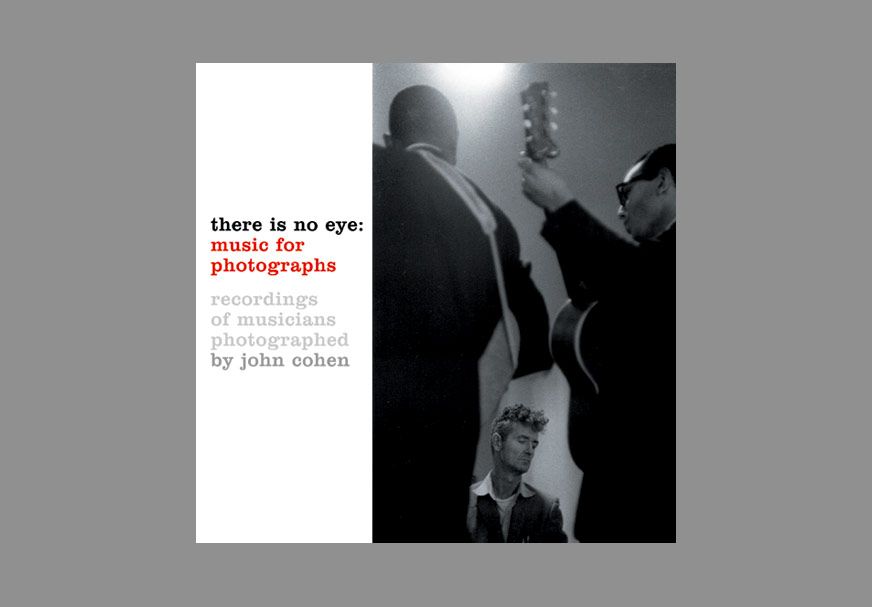 there is no eye:
music for
photographs
recordings
of musicians
photographed
by john cohen